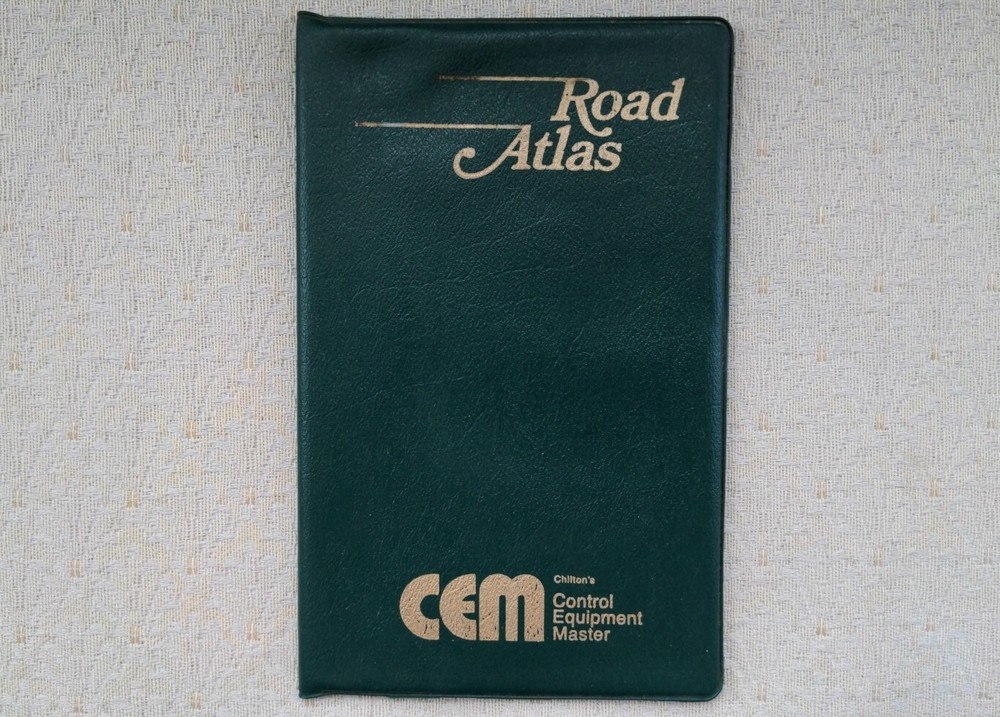 Road
Atlas
CEM
Chilton's
Control
Equipment
Master